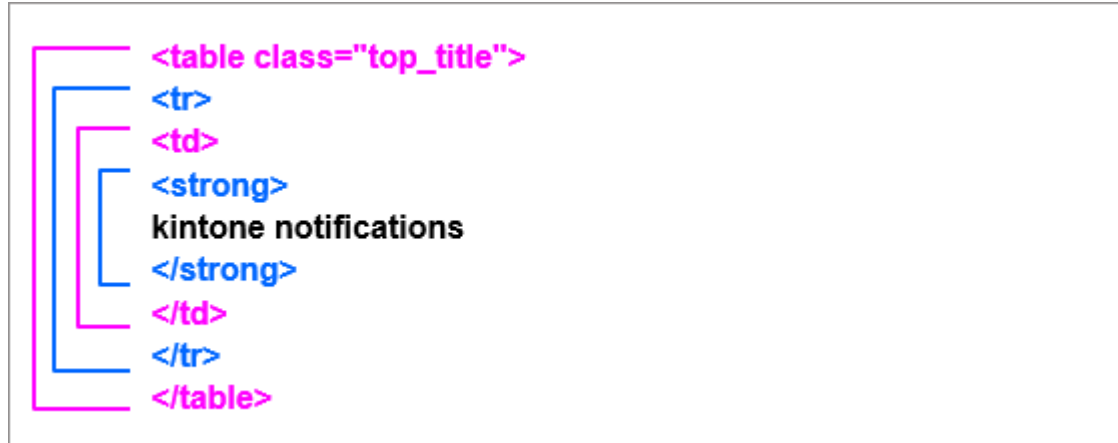 <table class="top_title">
<tr>
<td>
<strong>
kintone notifications
</strong>
</td>
</tr>
</table>